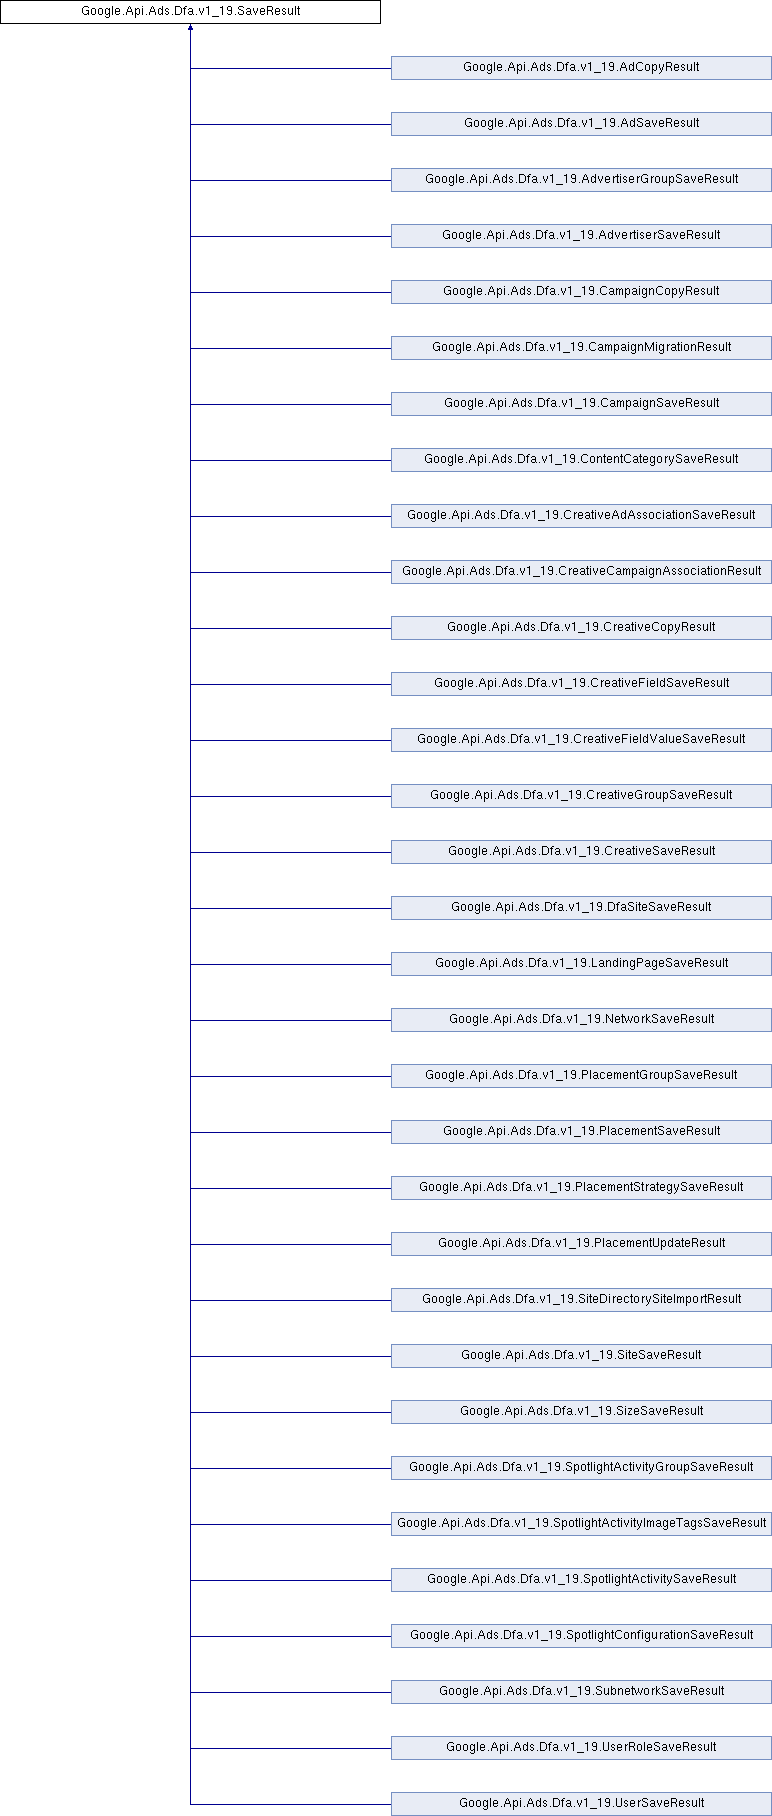 Google.Api.Ads.Dfa.v1_19.SaveResult
Google.Api.Ads.Dfa.v1_19.AdCopyResult
Google.Api.Ads.Dfa.v1_19.AdSaveResult
Google.Api.Ads.Dfa.v1_19.AdvertiserGroupSaveResult
Google.Api.Ads.Dfa.v1_19.AdvertiserSaveResult
Google.Api.Ads.Dfa.v1_19.CampaignCopyResult
Google.Api.Ads.Dfa.v1_19.CampaignMigrationResult
Google.Api.Ads.Dfa.v1_19.CampaignSaveResult
Google.Api.Ads.Dfa.v1_19.ContentCategorySaveResult
Google.Api.Ads.Dfa.v1_19.CreativeAdAssociationSaveResult
Google.Api.Ads.Dfa.v1_19.CreativeCampaignAssociationResult
Google.Api.Ads.Dfa.v1_19.CreativeCopyResult
Google.Api.Ads.Dfa.v1_19.CreativeFieldSaveResult
Google.Api.Ads.Dfa.v1_19.CreativeFieldValueSaveResult
Google.Api.Ads.Dfa.v1_19.CreativeGroupSaveResult
Google.Api.Ads.Dfa.v1_19.CreativeSaveResult
Google.Api.Ads.Dfa.v1_19.DfaSiteSaveResult
Google.Api.Ads.Dfa.v1_19.LandingPageSaveResult
Google.Api.Ads.Dfa.v1_19.NetworkSaveResult
Google.Api.Ads.Dfa.v1_19.PlacementGroupSaveResult
Google.Api.Ads.Dfa.v1_19.PlacementSaveResult
Google.Api.Ads.Dfa.v1_19.PlacementStrategySaveResult
Google.Api.Ads.Dfa.v1_19.PlacementUpdateResult
Google.Api.Ads.Dfa.v1_19.SiteDirectorySiteImportResult
Google.Api.Ads.Dfa.v1_19.SiteSaveResult
Google.Api.Ads.Dfa.v1_19.SizeSaveResult
Google.Api.Ads.Dfa.v1_19.SpotlightActivityGroupSaveResult
Google.Api.Ads.Dfa.v1_19.SpotlightActivityImageTagsSaveResult
Google.Api.Ads.Dfa.v1_19.SpotlightActivitySaveResult
Google.Api.Ads.Dfa.v1_19.SpotlightConfigurationSaveResult
Google.Api.Ads.Dfa.v1_19.SubnetworkSaveResult
Google.Api.Ads.Dfa.v1_19.UserRoleSaveResult
Google.Api.Ads.Dfa.v1_19.UserSaveResult